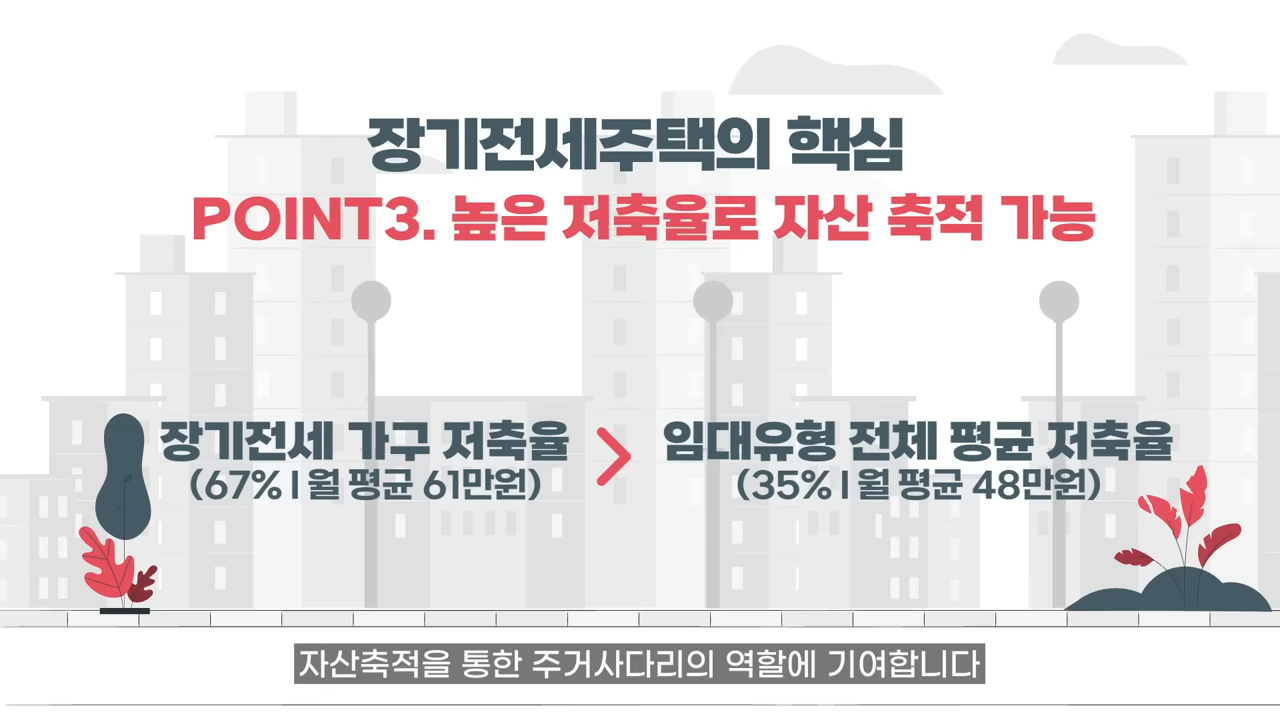 장기전세주택의 핵심
POINT3. 높은 저축율로 자산 축적 가능
장기전세 가구 저축율 > 임대유형 전체 평균 저축율
(67% | 월 평균 61만원) (35% | 월 평균 48만원)
자산축적을 통한 주거사다리의 역할에 기여합니다